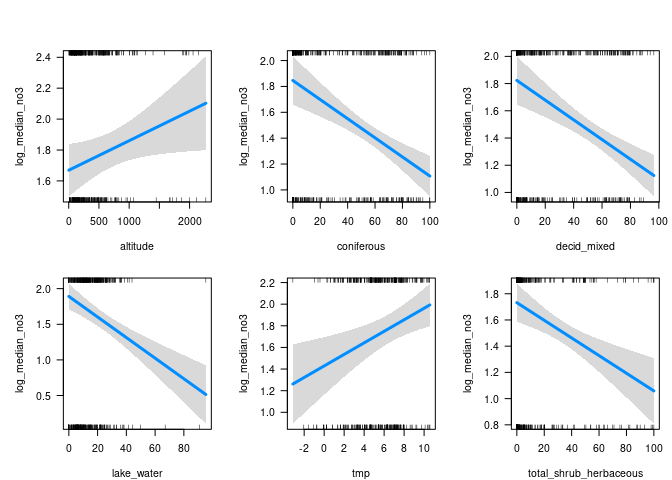 log_median_no3
2.4
2.2
2.0
1.8
1.6
0 500 1000 2000
altitude
log_median_no3
2.0
1.8
1.6
1.4
1.2
1.0
0 20 40 60 80 100
coniferous
log_median_no3
2.0
1.8
1.6
1.4
1.2
1.0
0 20 40 60 80 100
decid_mixed
log_median_no3
2.0
1.5
1.0
0.5
0 20 40 60 80
lake_water
log_median_no3
2.2
2.0
1.8
1.6
1.4
1.2
1.0
-2 0 2 4 6 8 10
tmp
log_median_no3
1.8
1.6
1.4
1.2
1.0
0.8
0 20 40 60 80 100
total_shrub_herbaceous